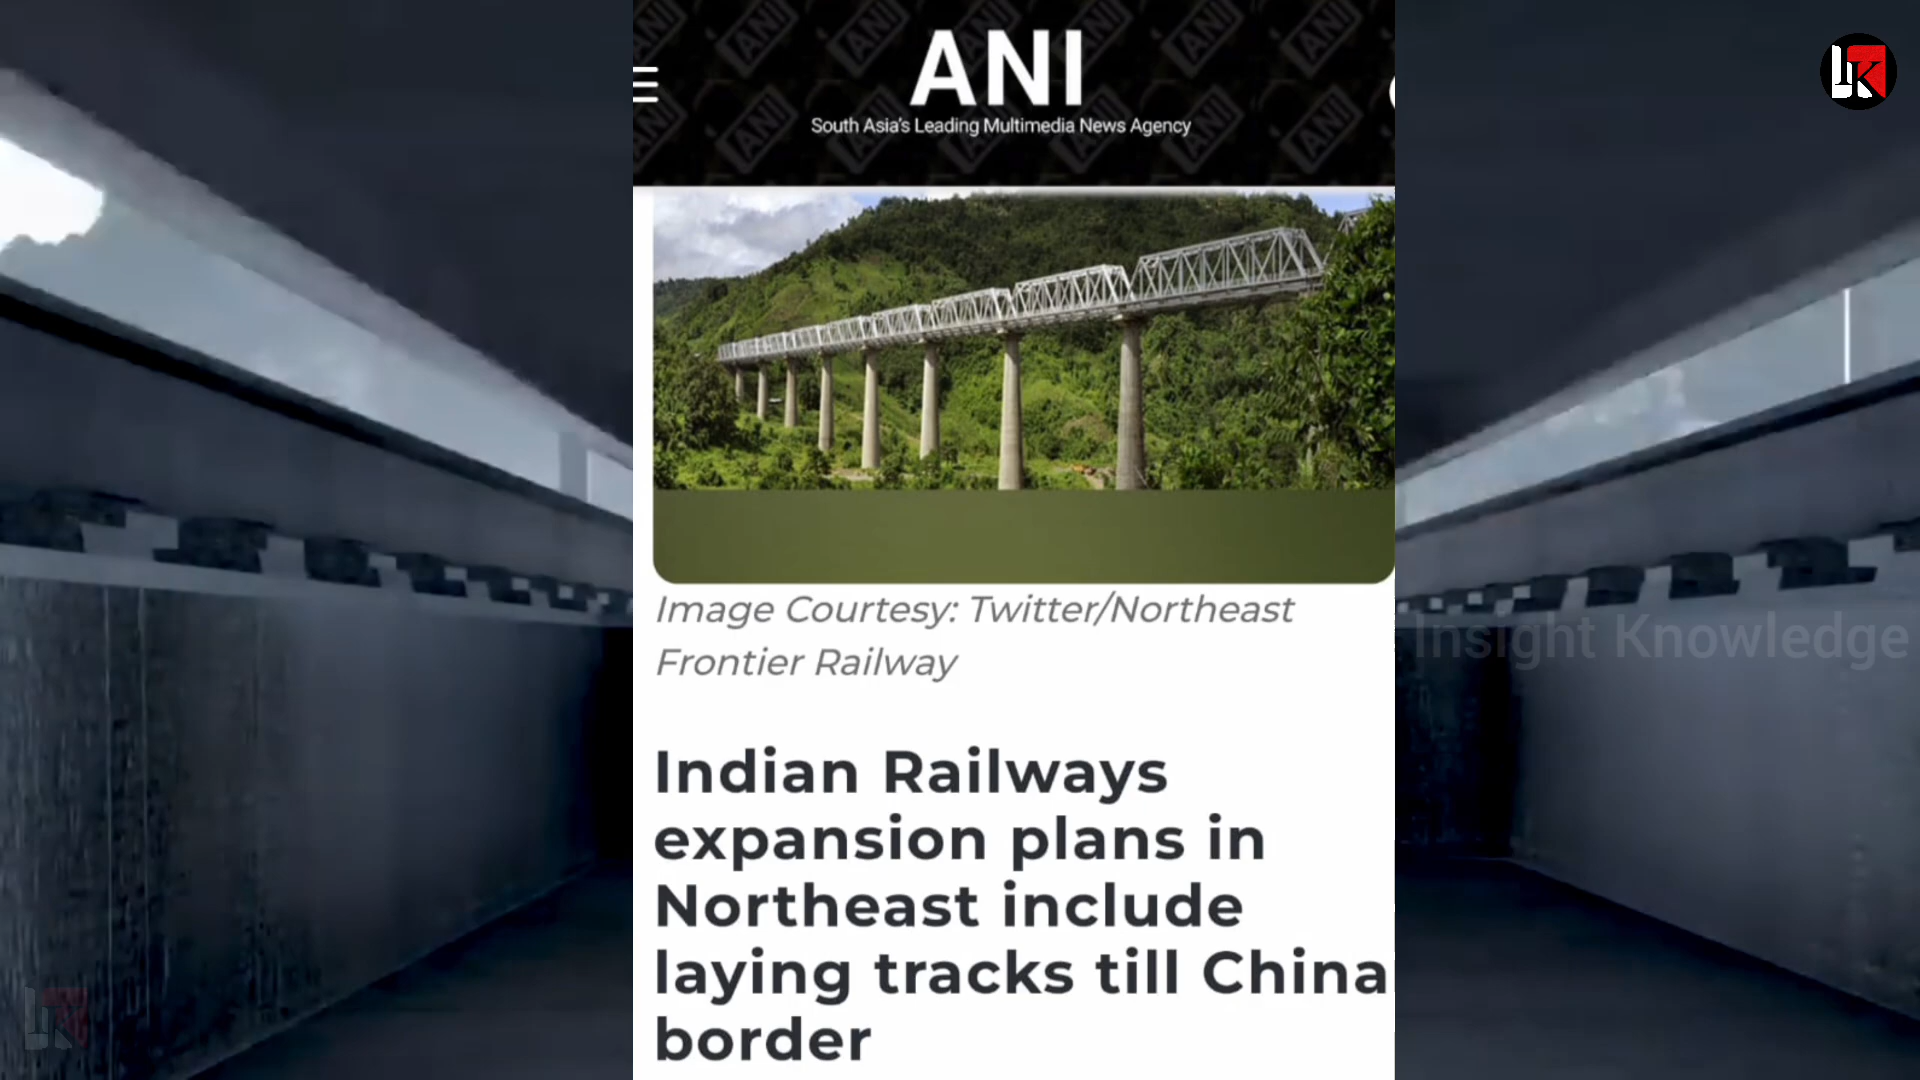 ANI
South Asia's Leading Multimedia News Agency
Image Courtesy: Twitter/Northeast
Frontier Railway
Insight Knowledge
Indian Railways
expansion plans in
Northeast include
laying tracks till China
border
IK